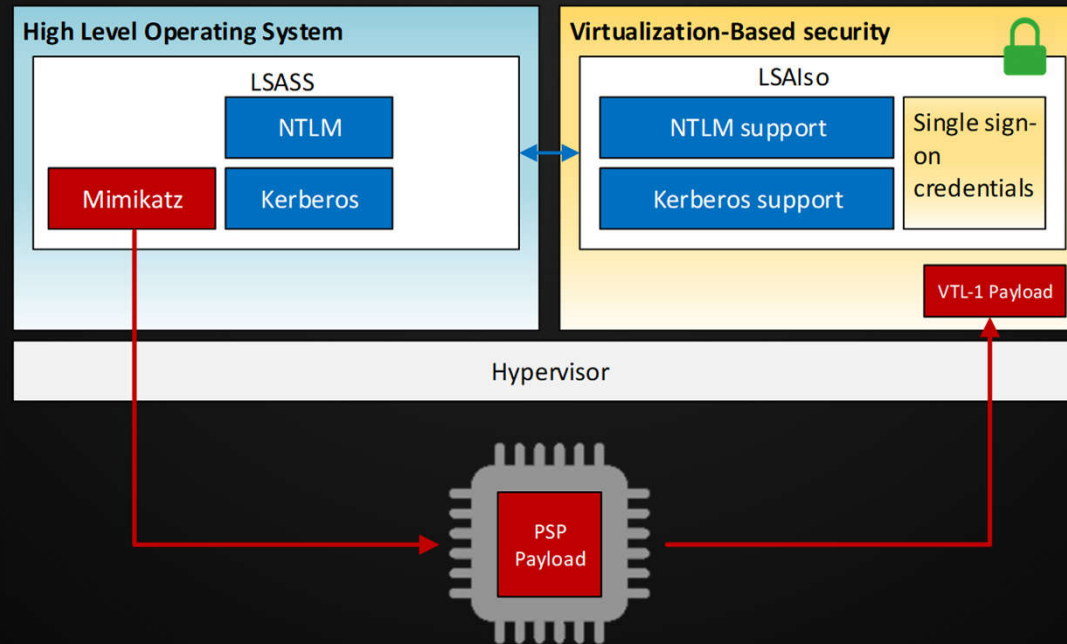 High Level Operating System
LSASS
NTLM
Mimikatz
Kerberos
Virtualization-Based security
LSAIso
NTLM support
Kerberos support
Single sign-
on
credentials
VTL-1 Payload
Hypervisor
PSP
Payload